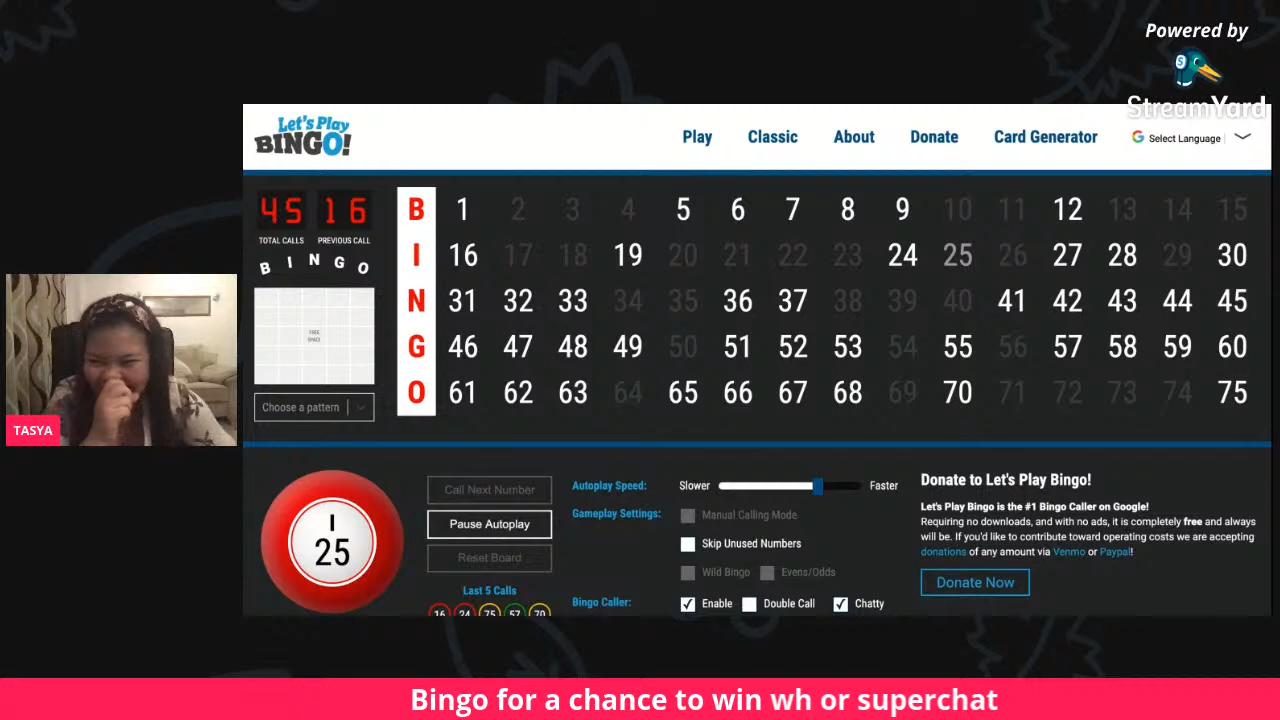 Powered by
StreamYard
Let's Play
BINGO!
Play
Classic
About
Donate
Card Generator
G Select Language
45 16
TOTAL CALLS PREVIOUS CALL
B I N G O
FREE
SPACE
Choose a pattern
B 1 2 3 4 5 6 7 8 9 10 11 12 13 14 15
I 16 17 18 19 20 21 22 23 24 25 26 27 28 29 30
N 31 32 33 34 35 36 37 38 39 40 41 42 43 44 45
G 46 47 48 49 50 51 52 53 54 55 56 57 58 59 60
O 61 62 63 64 65 66 67 68 69 70 71 72 73 74 75
TASYA
I
25
Call Next Number
Pause Autoplay
Reset Board
Last 5 Calls
16 24 75 57 70
Autoplay Speed: Slower Faster
Gameplay Settings: Manual Calling Mode
Skip Unused Numbers
Wild Bingo Evens/Odds
Bingo Caller: Enable Double Call Chatty
Donate to Let's Play Bingo!
Let's Play Bingo is the #1 Bingo Caller on Google!
Requiring no downloads, and with no ads, it is completely free and always
will be. If you'd like to contribute toward operating costs we are accepting
donations of any amount via Venmo or Paypal!
Donate Now
Bingo for a chance to win wh or superchat